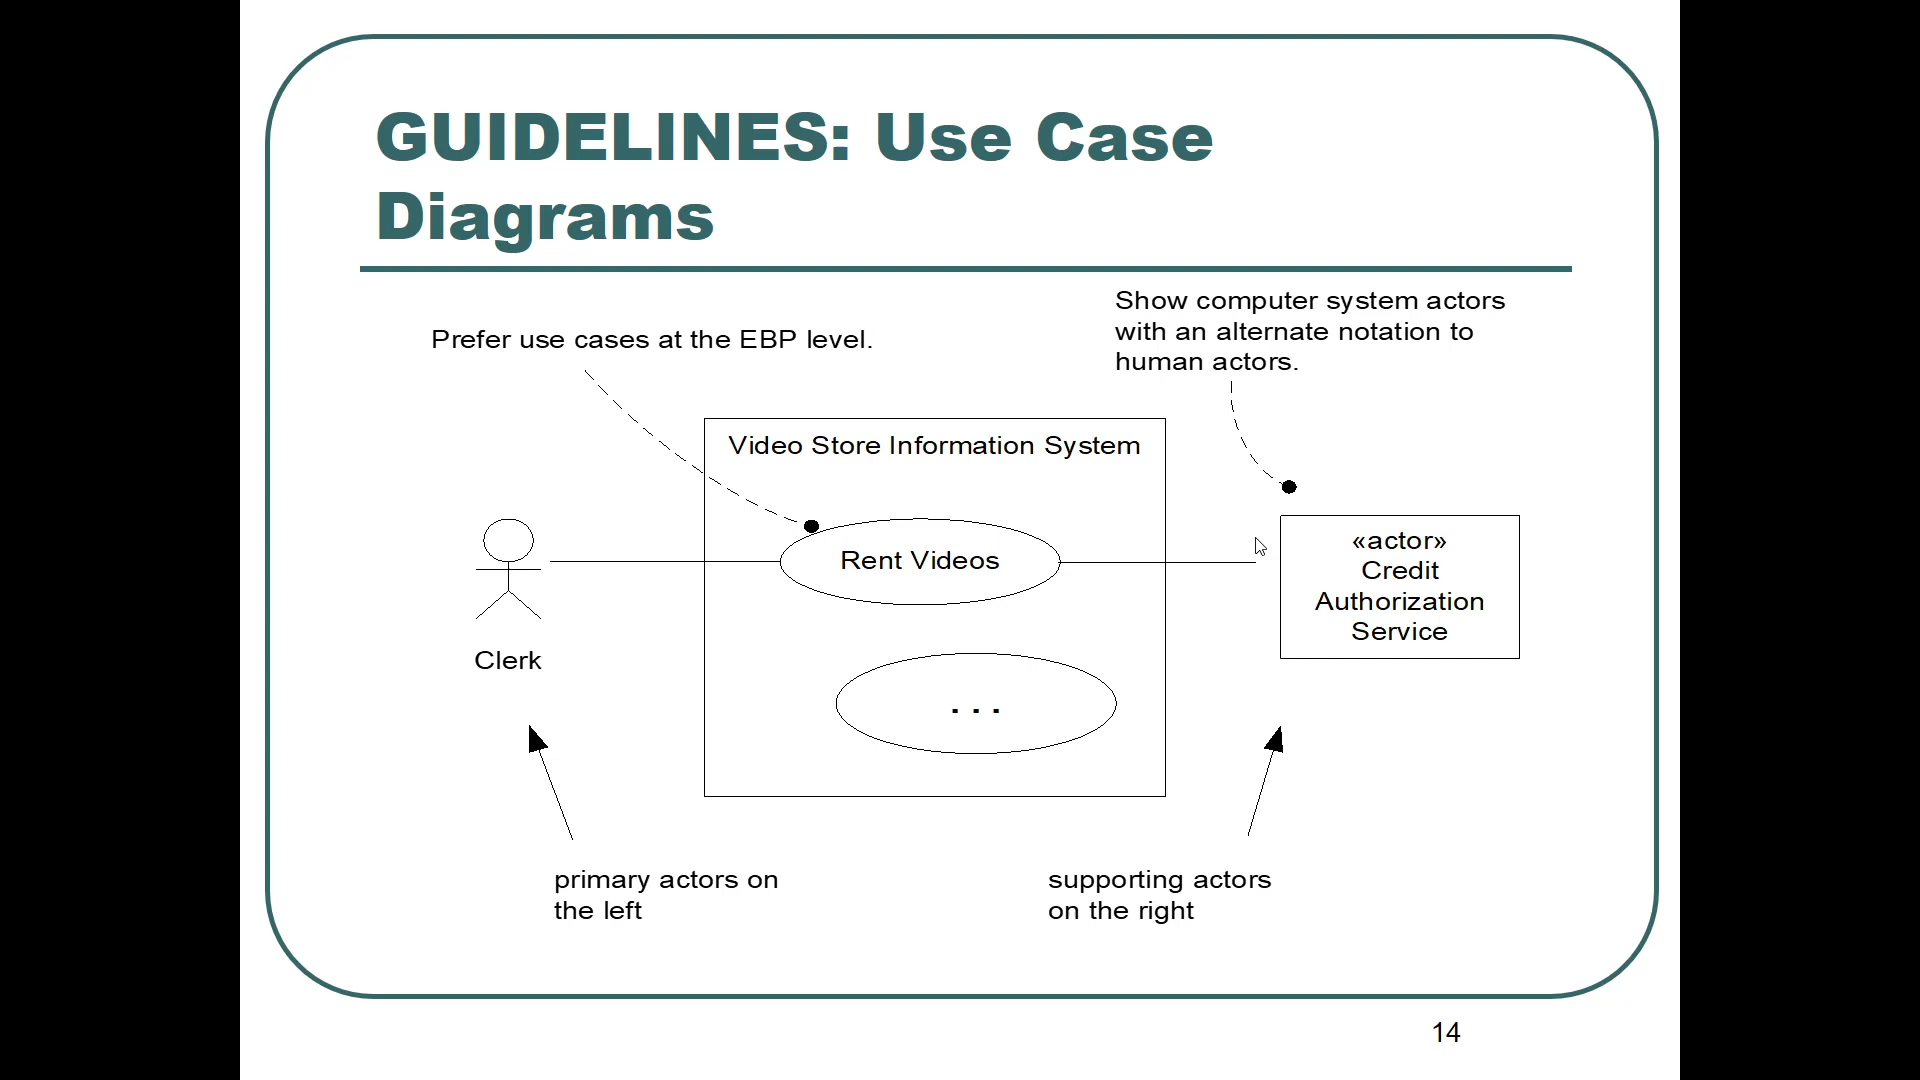 GUIDELINES: Use Case
Diagrams
Prefer use cases at the EBP level.
Show computer system actors
with an alternate notation to
human actors.
Video Store Information System
Rent Videos
«actor»
Credit
Authorization
Service
Clerk
. . .
primary actors on
the left
supporting actors
on the right
14